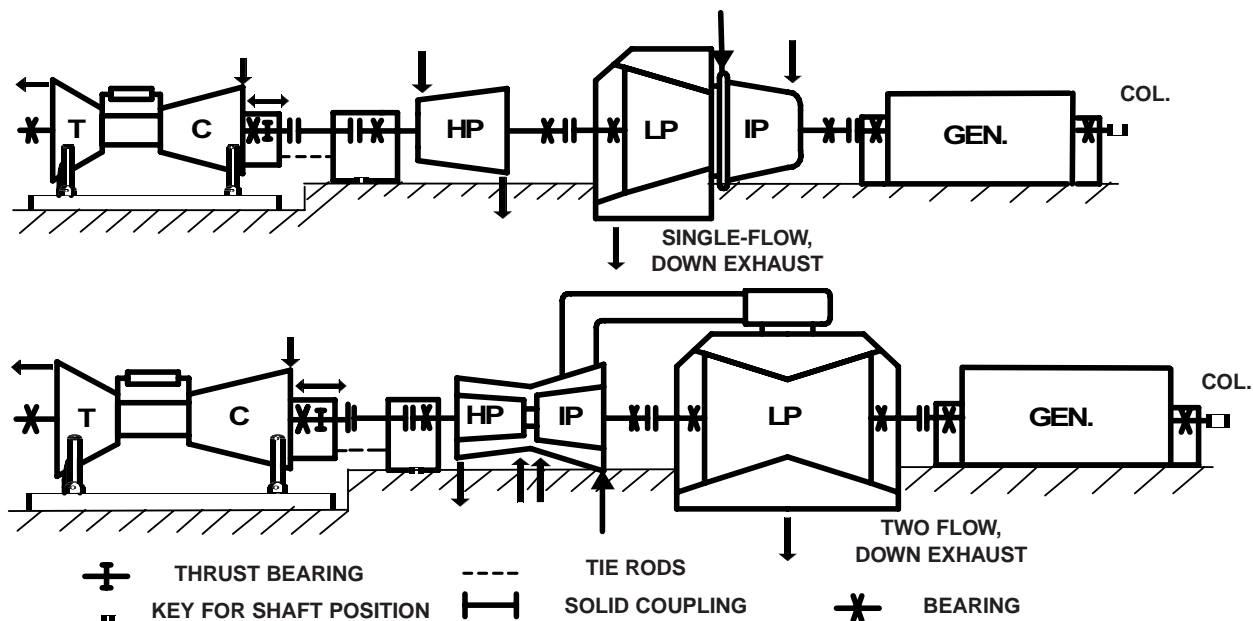 COL.
T
C
HP
LP
IP
GEN.
SINGLE-FLOW,
DOWN EXHAUST
COL.
T
C
HP
IP
LP
GEN.
TWO FLOW,
DOWN EXHAUST
THRUST BEARING
TIE RODS
KEY FOR SHAFT POSITION
SOLID COUPLING
BEARING